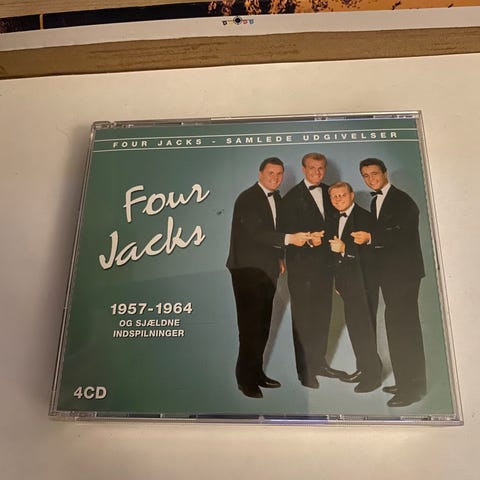 FOUR JACKS - SAMLEDE UDGIVELSER
Four
Jacks
1957-1964
OG SJÆLDNE
INDSPILNINGER
4CD